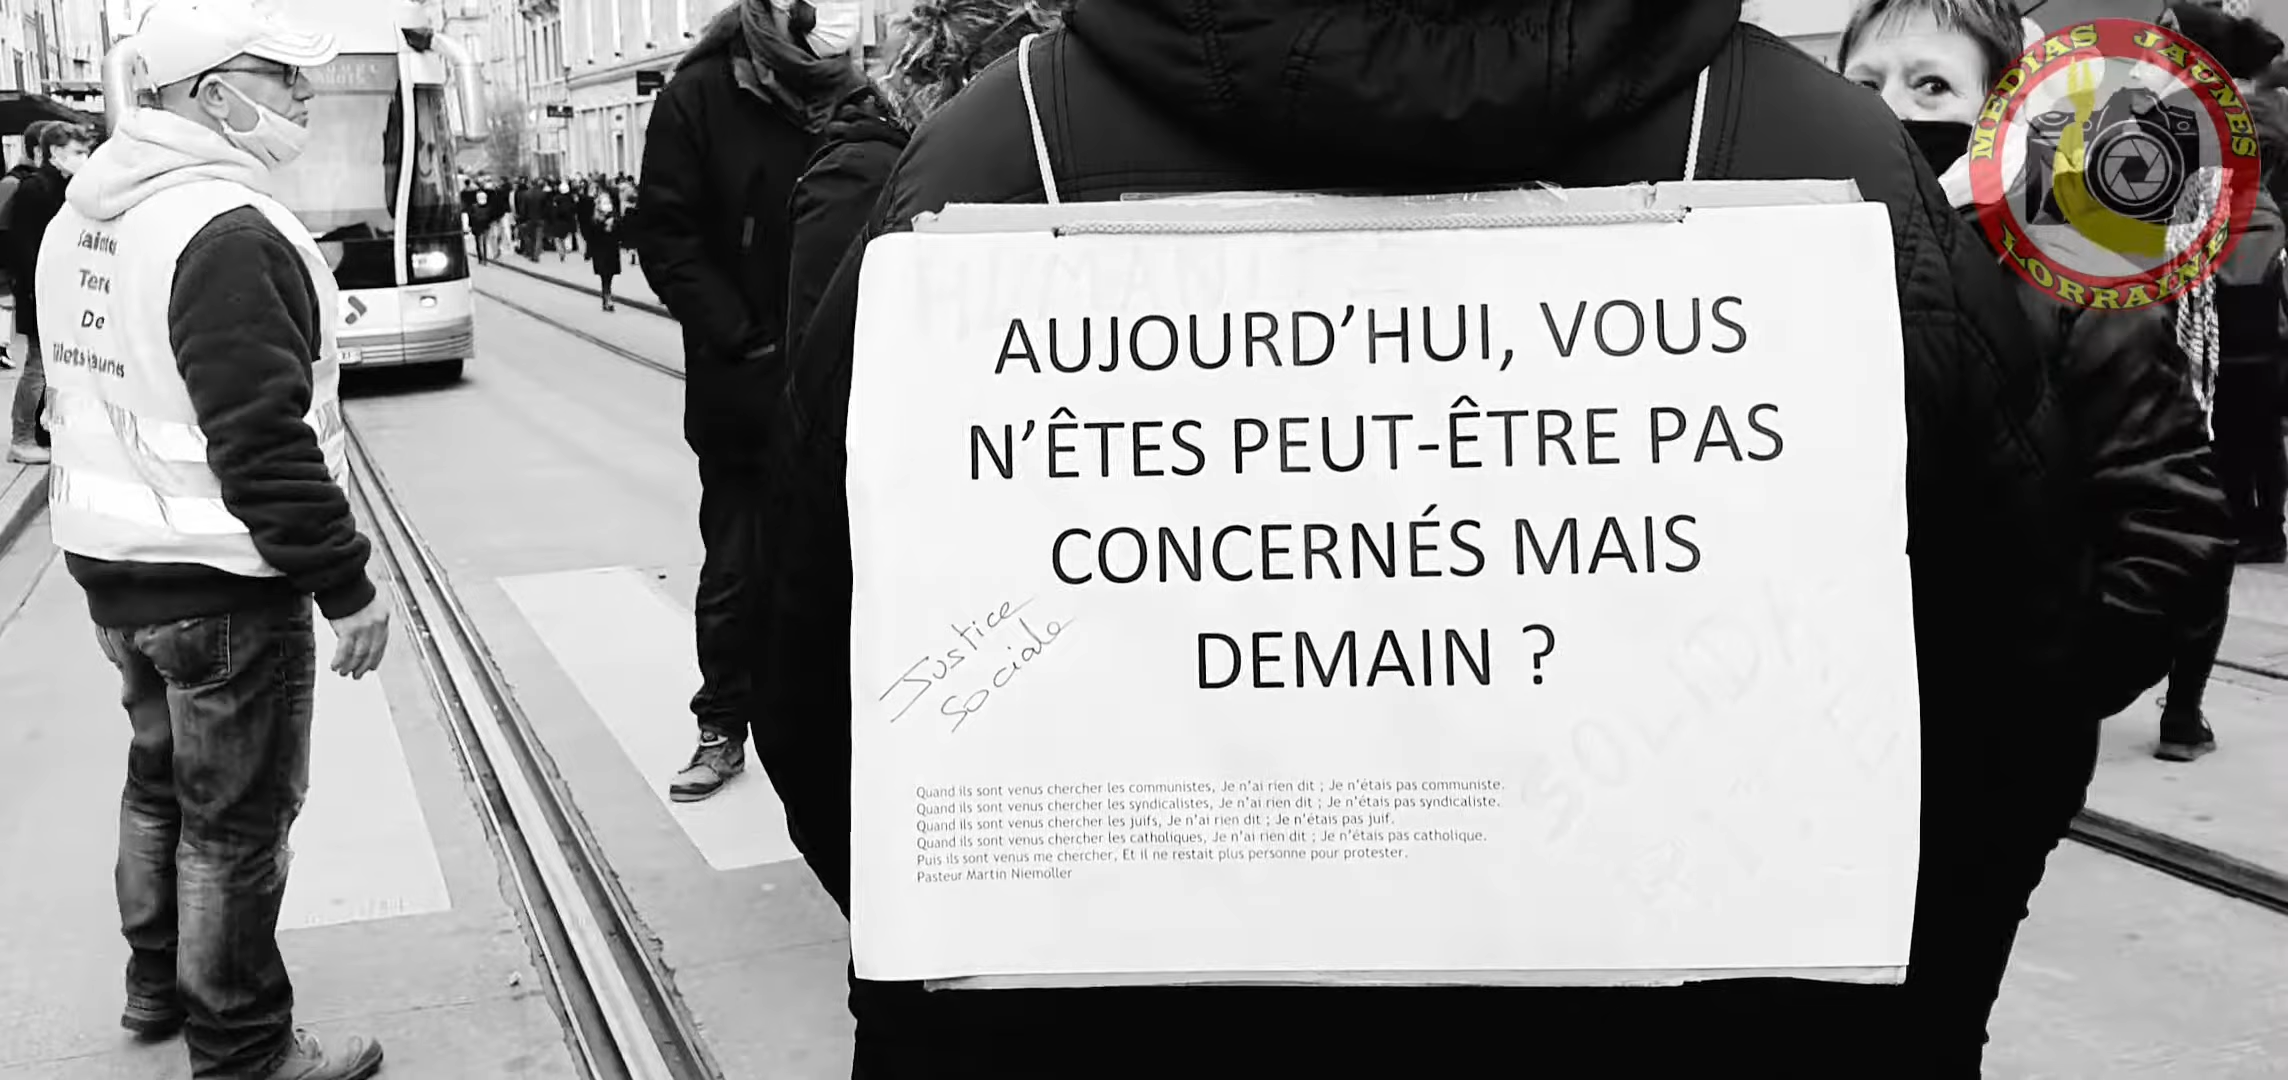 MEDIAS JAUNES
LORRAINE
Tere
De
HUMANITE
AUJOURD'HUI, VOUS
N'ÊTES PEUT-ÊTRE PAS
CONCERNÉS MAIS
DEMAIN ?
Justice
Sociale
Quand ils sont venus chercher les communistes, Je n'ai rien dit ; Je n'étais pas communiste.
Quand ils sont venus chercher les syndicalistes, Je n'ai rien dit ; Je n'étais pas syndicaliste.
Quand ils sont venus chercher les juifs, Je n'ai rien dit ; Je n'étais pas juif.
Quand ils sont venus chercher les catholiques, Je n'ai rien dit ; Je n'étais pas catholique.
Puis ils sont venus me chercher, Et il ne restait plus personne pour protester.
Pasteur Martin Niemoller